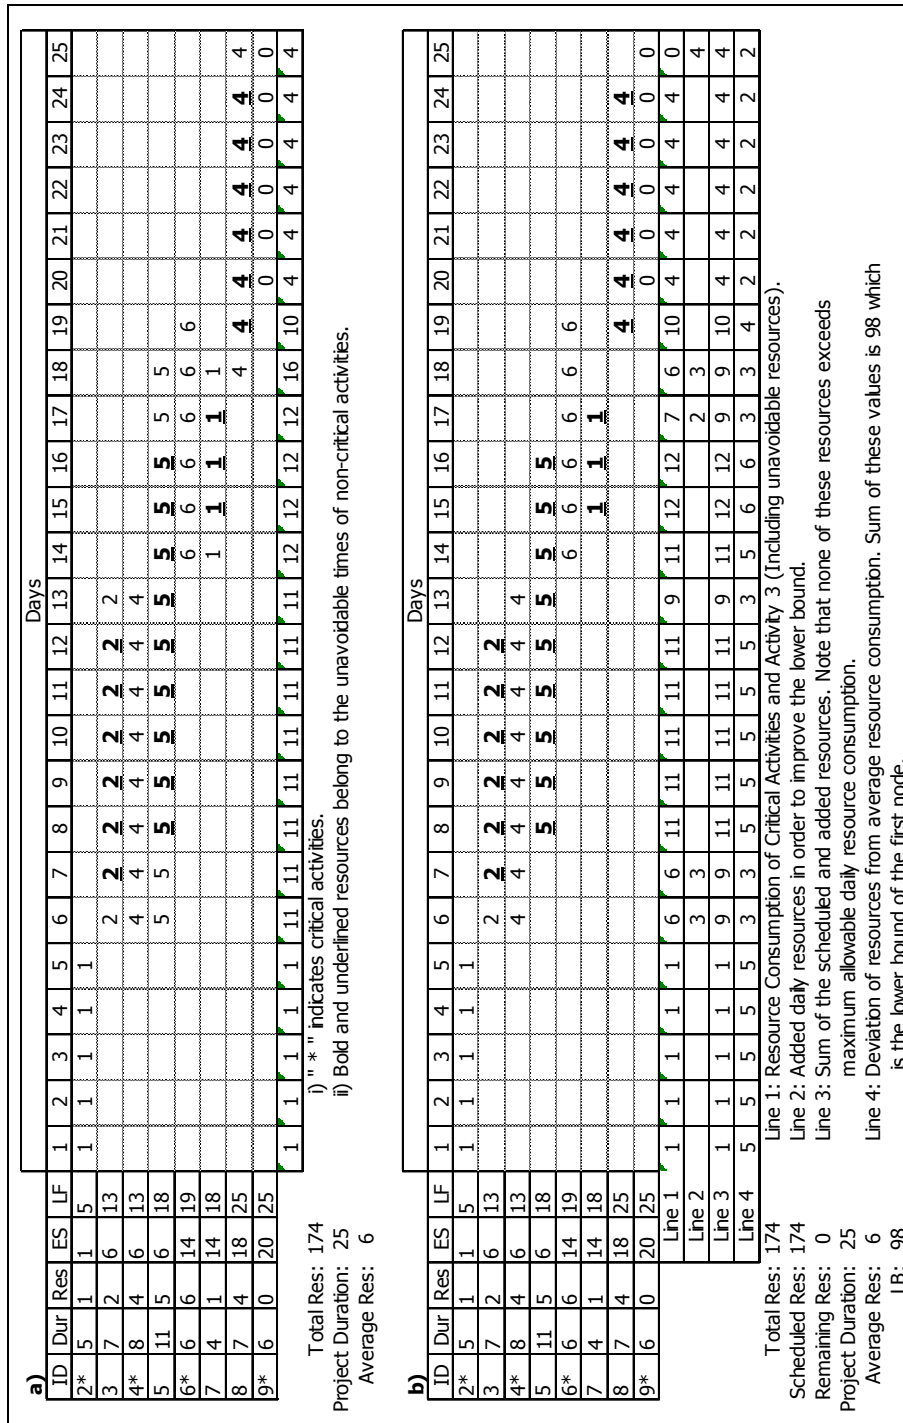 a)
Days
ID Dur Res ES LF 1 2 3 4 5 6 7 8 9 10 11 12 13 14 15 16 17 18 19 20 21 22 23 24 25
2* 5 1 1 5 1 1 1 1 1
3 7 2 6 13 2 2 2 2 2 2 2 2
4* 8 4 6 13 4 4 4 4 4 4 4 4
5 11 5 6 18 5 5 5 5 5 5 5 5 5 5 5 5 5
6* 6 6 14 19 6 6 6 6 6 6
7 4 1 14 18 1 1 1 1 1
8 7 4 18 25 4 4 4 4 4 4 4 4
9* 6 0 20 25 0 0 0 0 0 0
1 1 1 1 1 11 11 11 11 11 11 11 11 12 12 12 12 16 10 4 4 4 4 4 4
Total Res: 174
Project Duration: 25
Average Res: 6
i) " * " indicates critical activities.
ii) Bold and underlined resources belong to the unavoidable times of non-critical activities.
b)
Days
ID Dur Res ES LF 1 2 3 4 5 6 7 8 9 10 11 12 13 14 15 16 17 18 19 20 21 22 23 24 25
2* 5 1 1 5 1 1 1 1 1
3 7 2 6 13 2 2 2 2 2 2 2
4* 8 4 6 13 4 4 4 4 4 4 4 4
5 11 5 6 18 5 5 5 5 5 5 5 5 5
6* 6 6 14 19 6 6 6 6 6 6
7 4 1 14 18 1 1 1
8 7 4 18 25 4 4 4 4 4 4
9* 6 0 20 25 0 0 0 0 0 0
Line 1 1 1 1 1 1 6 6 11 11 11 11 11 9 11 12 12 7 6 10 4 4 4 4 4 0
Line 2 3 3 2 3 4
Line 3 1 1 1 1 1 9 9 11 11 11 11 11 9 11 12 12 9 9 10 4 4 4 4 4 4
Line 4 5 5 5 5 5 3 3 5 5 5 5 5 3 5 6 6 3 3 4 2 2 2 2 2 2
Total Res: 174
Scheduled Res: 174
Remaining Res: 0
Project Duration: 25
Average Res: 6
LB: 98
Line 1: Resource Consumption of Critical Activities and Activity 3 (Including unavoidable resources).
Line 2: Added daily resources in order to improve the lower bound.
Line 3: Sum of the scheduled and added resources. Note that none of these resources exceeds
maximum allowable daily resource consumption.
Line 4: Deviation of resources from average resource consumption. Sum of these values is 98 which
is the lower bound of the first node.